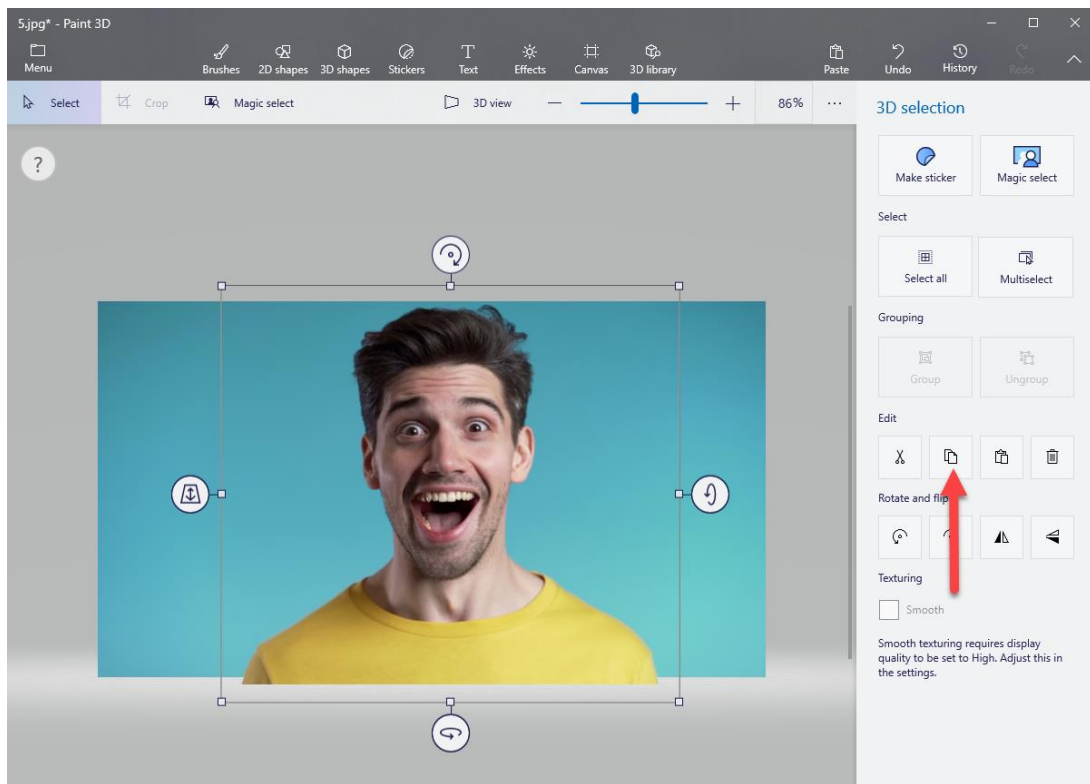 5.jpg* - Paint 3D
Menu
Brushes
2D shapes
3D shapes
Stickers
Text
Effects
Canvas
3D library
Paste
Undo
History
Redo
Select
Crop
Magic select
3D view
86%
?
3D selection
Make sticker
Magic select
Select
Select all
Multiselect
Grouping
Group
Ungroup
Edit
Rotate and flip
Texturing
Smooth
Smooth texturing requires display
quality to be set to High. Adjust this in
the settings.